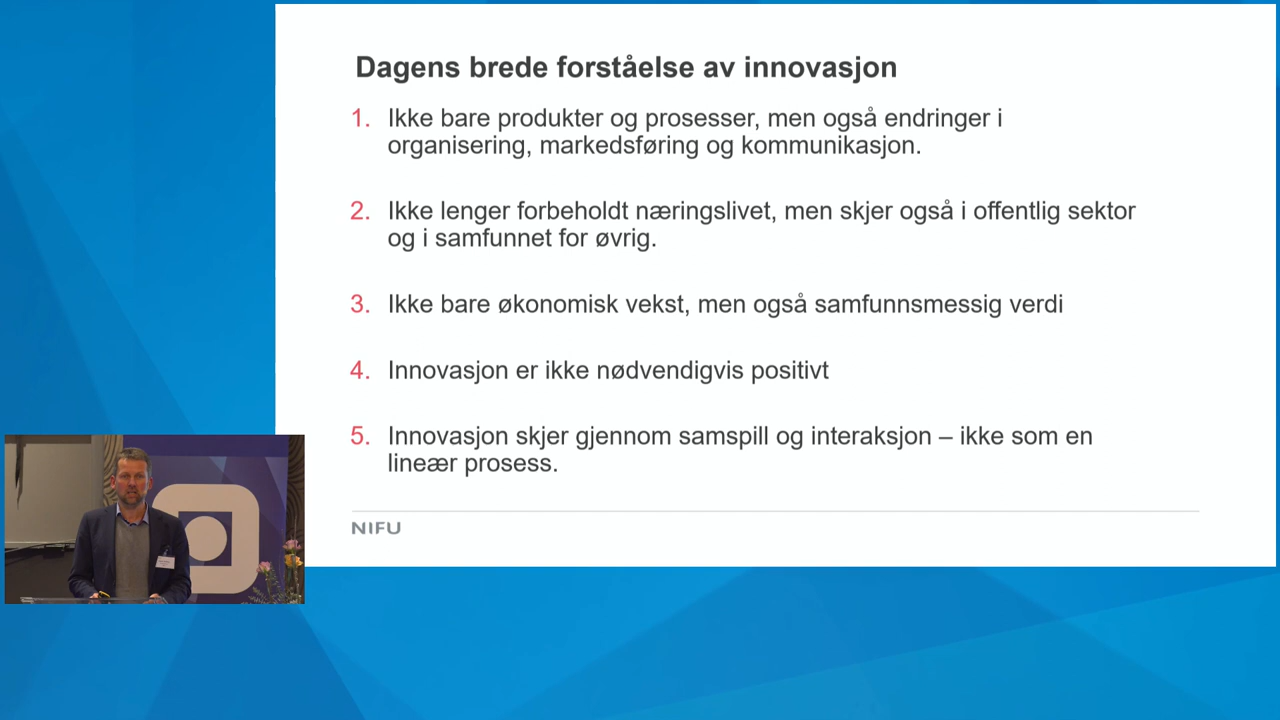 Dagens brede forståelse av innovasjon
1. Ikke bare produkter og prosesser, men også endringer i
organisering, markedsføring og kommunikasjon.
2. Ikke lenger forbeholdt næringslivet, men skjer også i offentlig sektor
og i samfunnet for øvrig.
3. Ikke bare økonomisk vekst, men også samfunnsmessig verdi
4. Innovasjon er ikke nødvendigvis positivt
5. Innovasjon skjer gjennom samspill og interaksjon – ikke som en
lineær prosess.
NIFU